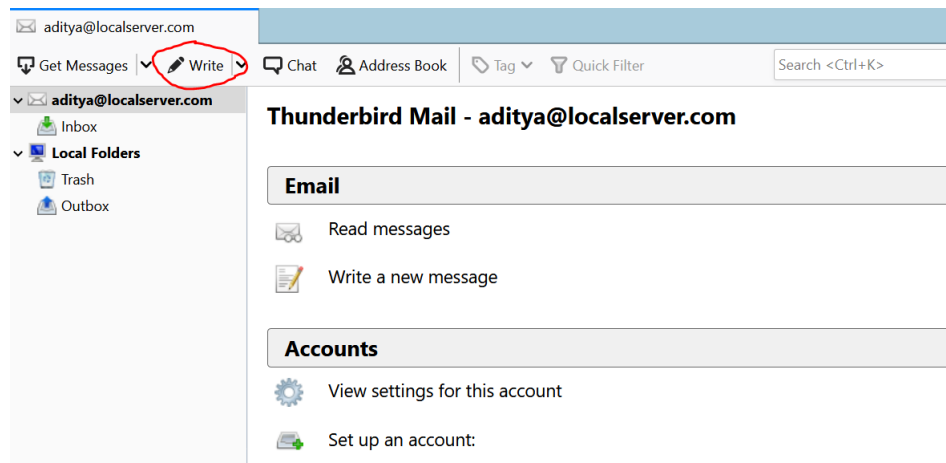 aditya@localserver.com
Get Messages Write Chat Address Book Tag Quick Filter Search <Ctrl+K>
aditya@localserver.com
Inbox
Local Folders
Trash
Outbox
Thunderbird Mail - aditya@localserver.com
Email
Read messages
Write a new message
Accounts
View settings for this account
Set up an account: